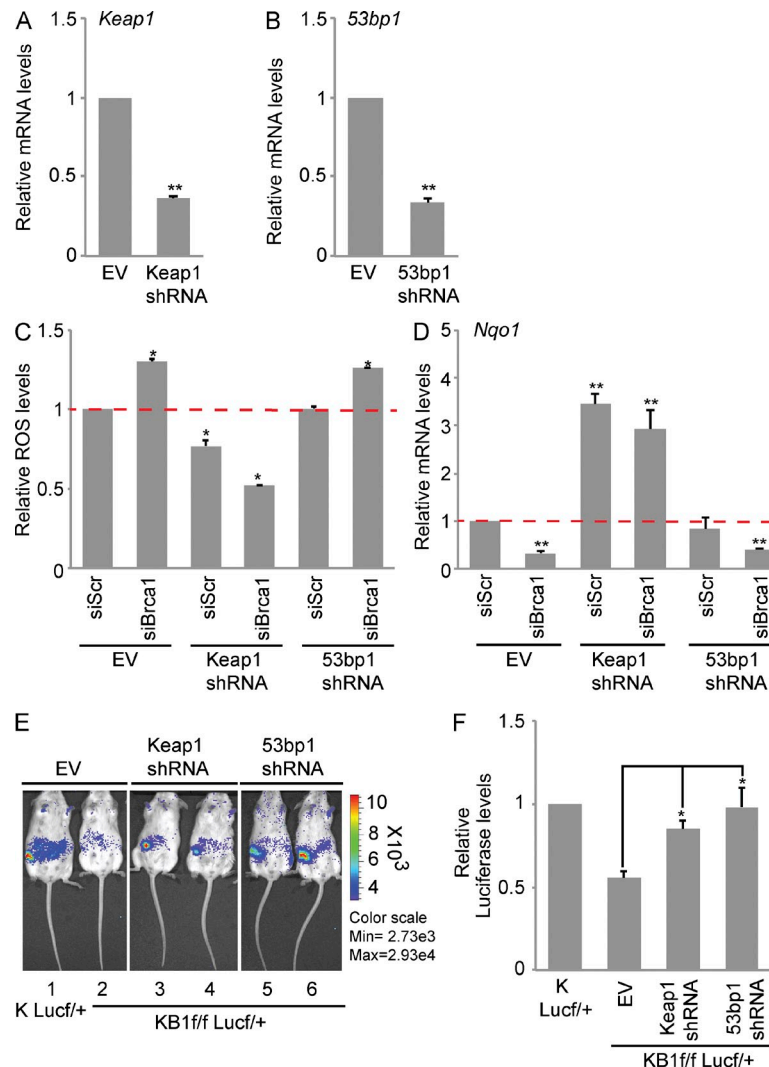 A
Keap1
Relative mRNA levels
1
0.5
0
EV
Keap1
shRNA
**
B
53bp1
Relative mRNA levels
1
0.5
0
EV
53bp1
shRNA
**
C
Relative ROS levels
1.5
1
0.5
0
*
*
*
*
siScr
siBrca1
siScr
siBrca1
siScr
siBrca1
EV
Keap1
shRNA
53bp1
shRNA
D
Nqo1
Relative mRNA levels
5
4
3
2
1
0
**
**
**
**
siScr
siBrca1
siScr
siBrca1
siScr
siBrca1
EV
Keap1
shRNA
53bp1
shRNA
E
EV
Keap1
shRNA
53bp1
shRNA
10
8
6
4
X10³
Color scale
Min= 2.73e3
Max=2.93e4
1
2
3
4
5
6
K Lucf/+
KB1f/f Lucf/+
F
Relative
Luciferase levels
1.5
1
0.5
0
*
*
K
Lucf/+
EV
Keap1
shRNA
53bp1
shRNA
KB1f/f Lucf/+